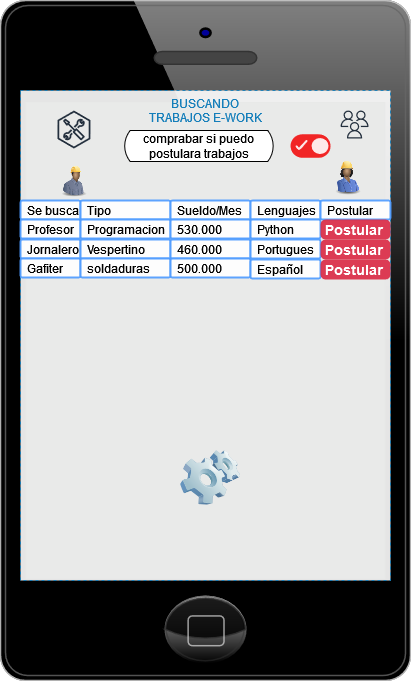 BUSCANDO
TRABAJOS E-WORK
comprabar si puedo
postulara trabajos
Se busca Tipo Sueldo/Mes Lenguajes Postular
Profesor Programacion 530.000 Python Postular
Jornalero Vespertino 460.000 Portugues Postular
Gafiter soldaduras 500.000 Español Postular